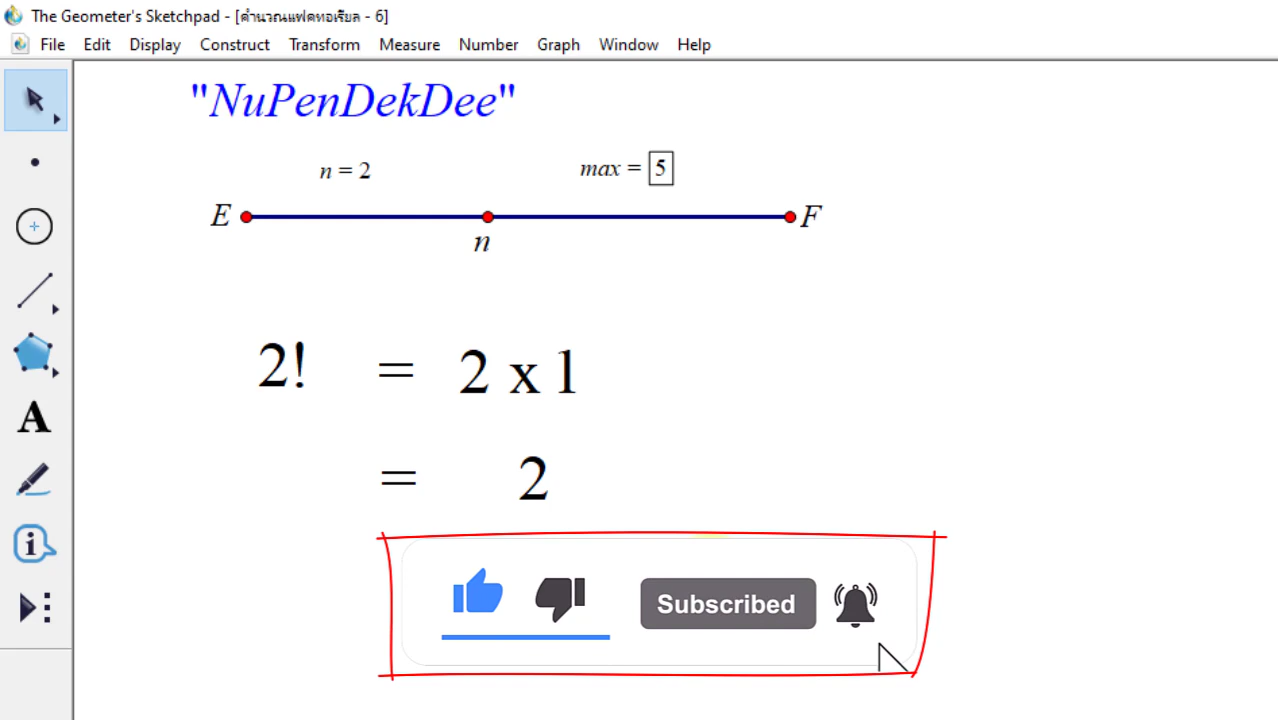 The Geometer's Sketchpad - [คำนวณแฟคทอเรียล - 6]
File Edit Display Construct Transform Measure Number Graph Window Help
"NuPenDekDee"
n = 2 max = 5
E F
n
2! = 2 x 1
= 2
A
i
Subscribed